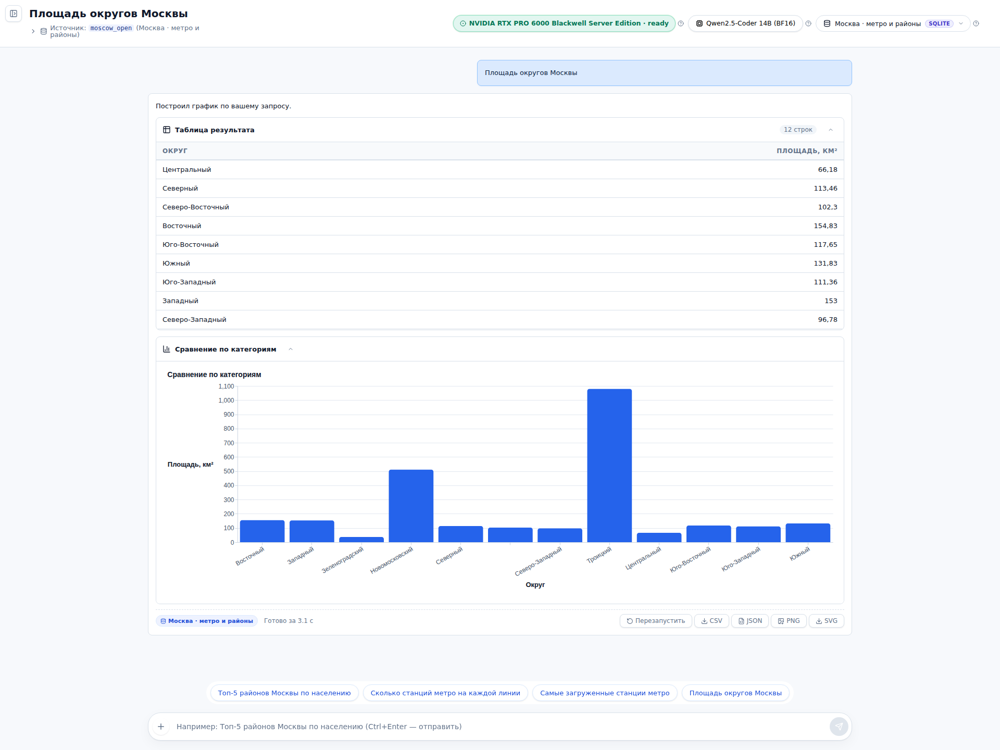 Площадь округов Москвы
Источник: moscow_open (Москва · метро и
районы)
NVIDIA RTX PRO 6000 Blackwell Server Edition · ready
Qwen2.5-Coder 14B (BF16)
Москва · метро и районы SQLITE
Площадь округов Москвы
Построил график по вашему запросу.
Таблица результата
12 строк
ОКРУГ ПЛОЩАДЬ, КМ²
Центральный 66,18
Северный 113,46
Северо-Восточный 102,3
Восточный 154,83
Юго-Восточный 117,65
Южный 131,83
Юго-Западный 111,36
Западный 153
Северо-Западный 96,78
Сравнение по категориям
Сравнение по категориям
1,100
1,000
900
800
700
600
500
400
300
200
100
0
Площадь, км²
Восточный
Западный
Зеленоградский
Новомосковский
Северный
Северо-Западный
Троицкий
Центральный
Юго-Восточный
Юго-Западный
Южный
Округ
Москва · метро и районы
Готово за 3.1 с
Перезапустить
CSV
JSON
PNG
SVG
Топ-5 районов Москвы по населению
Сколько станций метро на каждой линии
Самые загруженные станции метро
Площадь округов Москвы
Например: Топ-5 районов Москвы по населению (Ctrl+Enter — отправить)